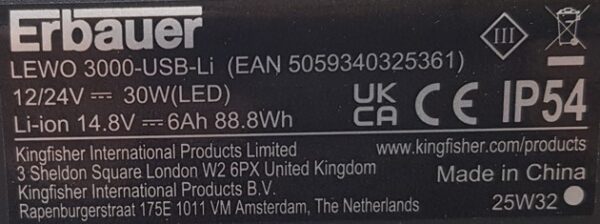 Erbauer
III
LEWO 3000-USB-Li (EAN 5059340325361)
12/24V ⎓ 30W(LED)
Li-ion 14.8V ⎓ 6Ah 88.8Wh
UK CA CE IP54
Kingfisher International Products Limited
3 Sheldon Square London W2 6PX United Kingdom
Kingfisher International Products B.V.
Rapenburgerstraat 175E 1011 VM Amsterdam, The Netherlands
www.kingfisher.com/products
Made in China
25W32